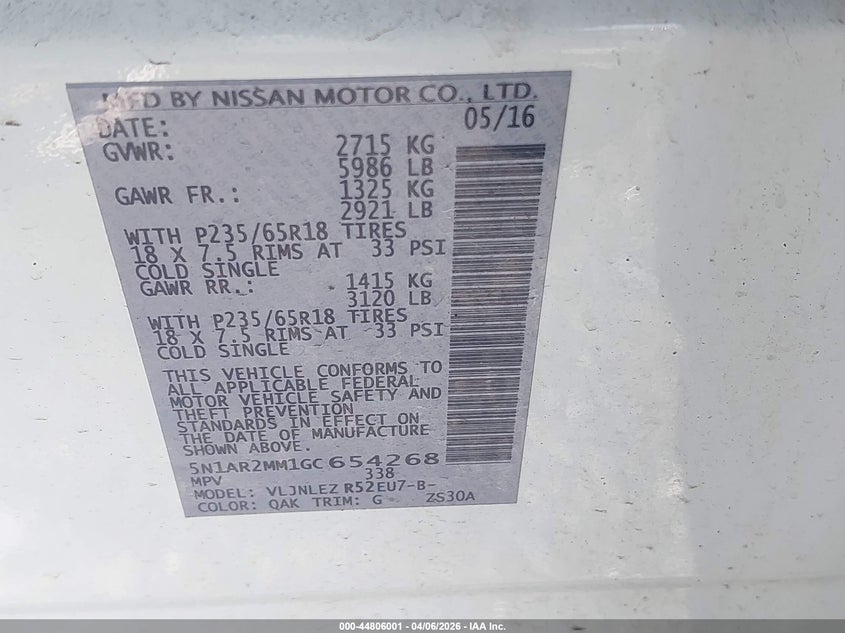 MFD BY NISSAN MOTOR CO., LTD.
DATE: 05/16
GVWR: 2715 KG
5986 LB
GAWR FR.: 1325 KG
2921 LB
WITH P235/65R18 TIRES
18 X 7.5 RIMS AT 33 PSI
COLD SINGLE
GAWR RR.: 1415 KG
3120 LB
WITH P235/65R18 TIRES
18 X 7.5 RIMS AT 33 PSI
COLD SINGLE
THIS VEHICLE CONFORMS TO
ALL APPLICABLE FEDERAL
MOTOR VEHICLE SAFETY AND
THEFT PREVENTION
STANDARDS IN EFFECT ON
THE DATE OF MANUFACTURE
SHOWN ABOVE.
5N1AR2MM1GC654268
MPV 338
MODEL: VLJNLEZ R52EU7-B-
COLOR: QAK TRIM: G ZS30A
000-44806001 - 04/06/2026 - IAA Inc.